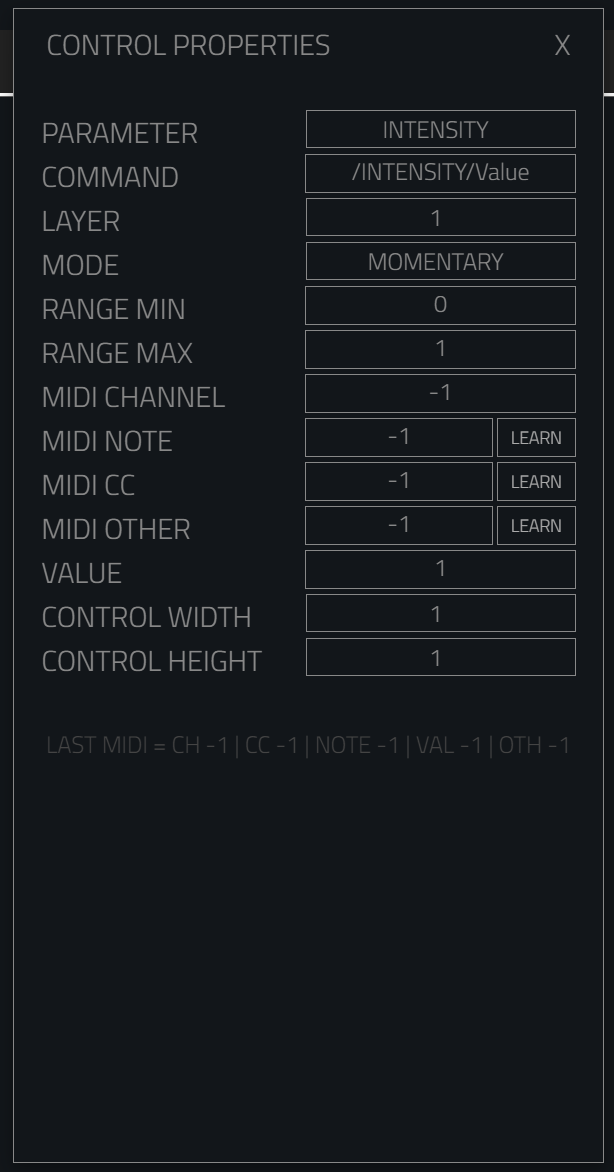 CONTROL PROPERTIES X
PARAMETER INTENSITY
COMMAND /INTENSITY/Value
LAYER 1
MODE MOMENTARY
RANGE MIN 0
RANGE MAX 1
MIDI CHANNEL -1
MIDI NOTE -1 LEARN
MIDI CC -1 LEARN
MIDI OTHER -1 LEARN
VALUE 1
CONTROL WIDTH 1
CONTROL HEIGHT 1
LAST MIDI = CH -1 | CC -1 | NOTE -1 | VAL -1 | OTH -1